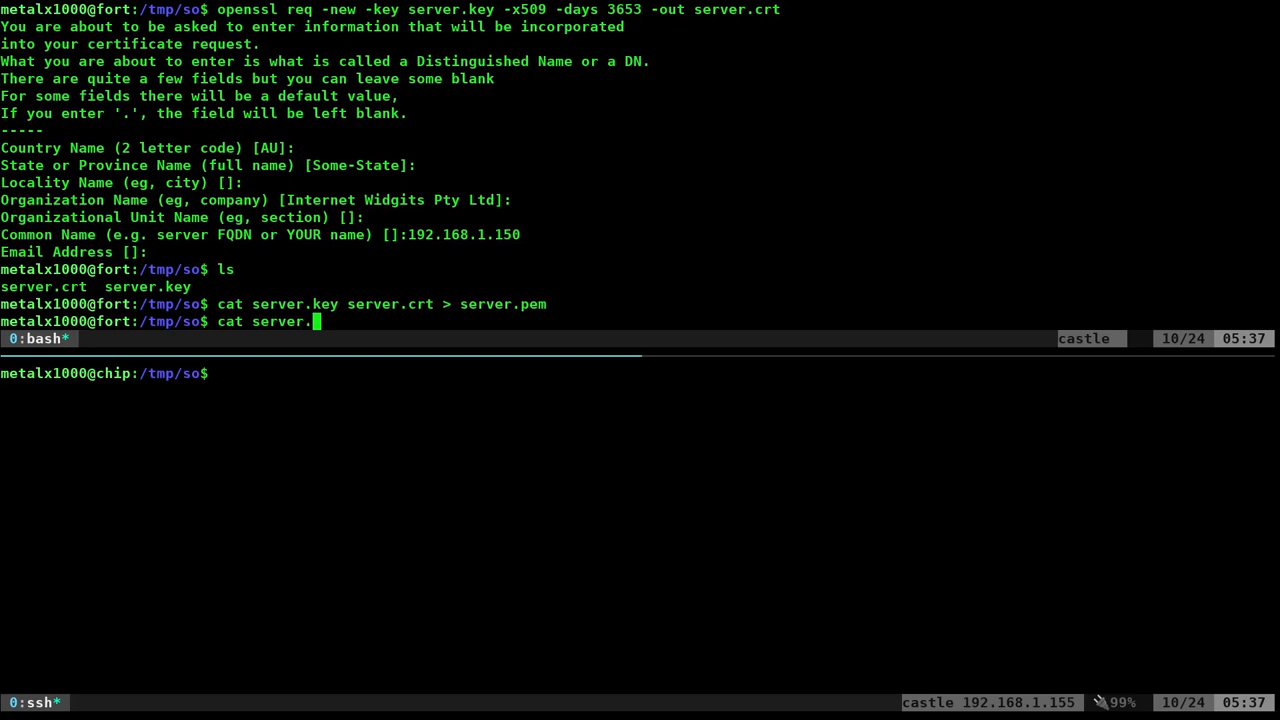 metalx1000@fort:/tmp/so$ openssl req -new -key server.key -x509 -days 3653 -out server.crt
You are about to be asked to enter information that will be incorporated
into your certificate request.
What you are about to enter is what is called a Distinguished Name or a DN.
There are quite a few fields but you can leave some blank
For some fields there will be a default value,
If you enter '.', the field will be left blank.
-----
Country Name (2 letter code) [AU]:
State or Province Name (full name) [Some-State]:
Locality Name (eg, city) []:
Organization Name (eg, company) [Internet Widgits Pty Ltd]:
Organizational Unit Name (eg, section) []:
Common Name (e.g. server FQDN or YOUR name) []:192.168.1.150
Email Address []:
metalx1000@fort:/tmp/so$ ls
server.crt  server.key
metalx1000@fort:/tmp/so$ cat server.key server.crt > server.pem
metalx1000@fort:/tmp/so$ cat server.
0:bash* castle 10/24 05:37
metalx1000@chip:/tmp/so$
0:ssh* castle 192.168.1.155 99% 10/24 05:37